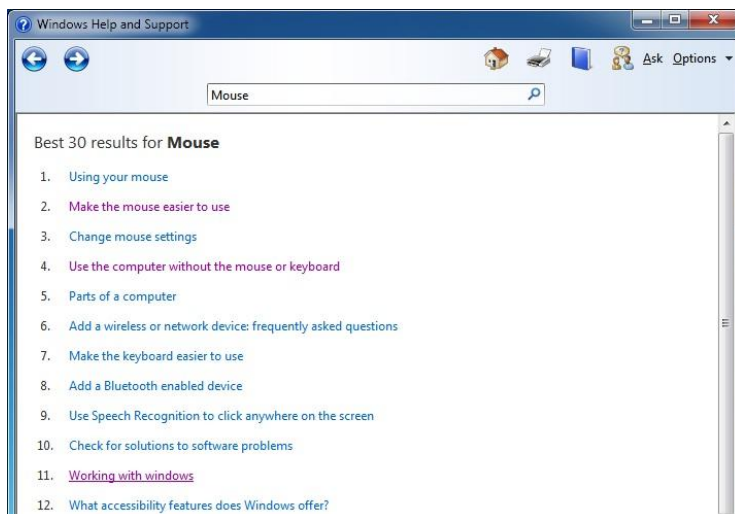 Windows Help and Support
Ask Options
Mouse
Best 30 results for Mouse
1. Using your mouse
2. Make the mouse easier to use
3. Change mouse settings
4. Use the computer without the mouse or keyboard
5. Parts of a computer
6. Add a wireless or network device: frequently asked questions
7. Make the keyboard easier to use
8. Add a Bluetooth enabled device
9. Use Speech Recognition to click anywhere on the screen
10. Check for solutions to software problems
11. Working with windows
12. What accessibility features does Windows offer?